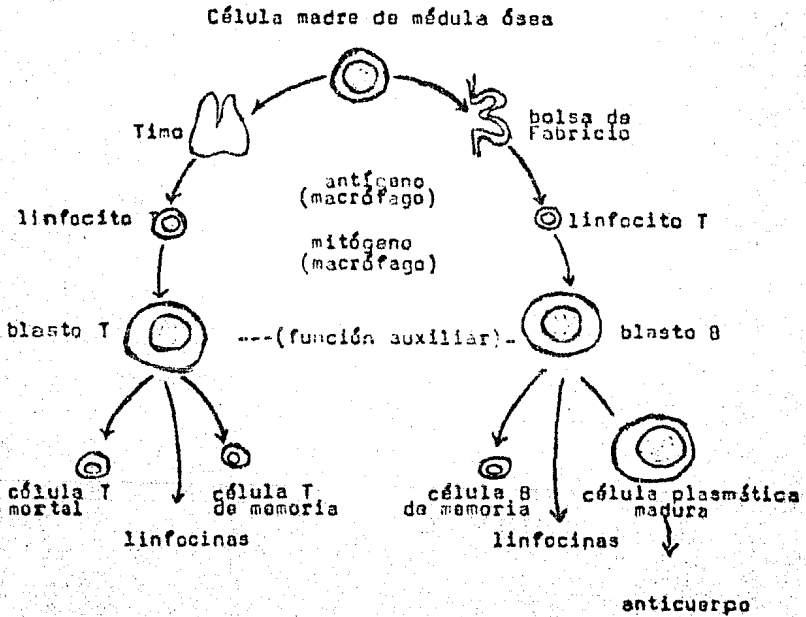 Célula madre de médula ósea
Timo
bolsa de
Fabricio
antígeno
(macrófago)
linfocito T
linfocito T
mitógeno
(macrófago)
blasto T
----(función auxiliar)-
blasto B
célula T
mortal
célula T
de memoria
linfocinas
célula B
de memoria
célula plasmática
madura
linfocinas
anticuerpo